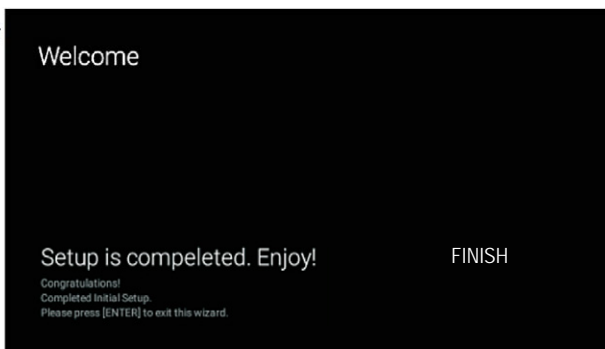 Welcome
Setup is compeleted. Enjoy!
FINISH
Congratulations!
Completed Initial Setup.
Please press [ENTER] to exit this wizard.